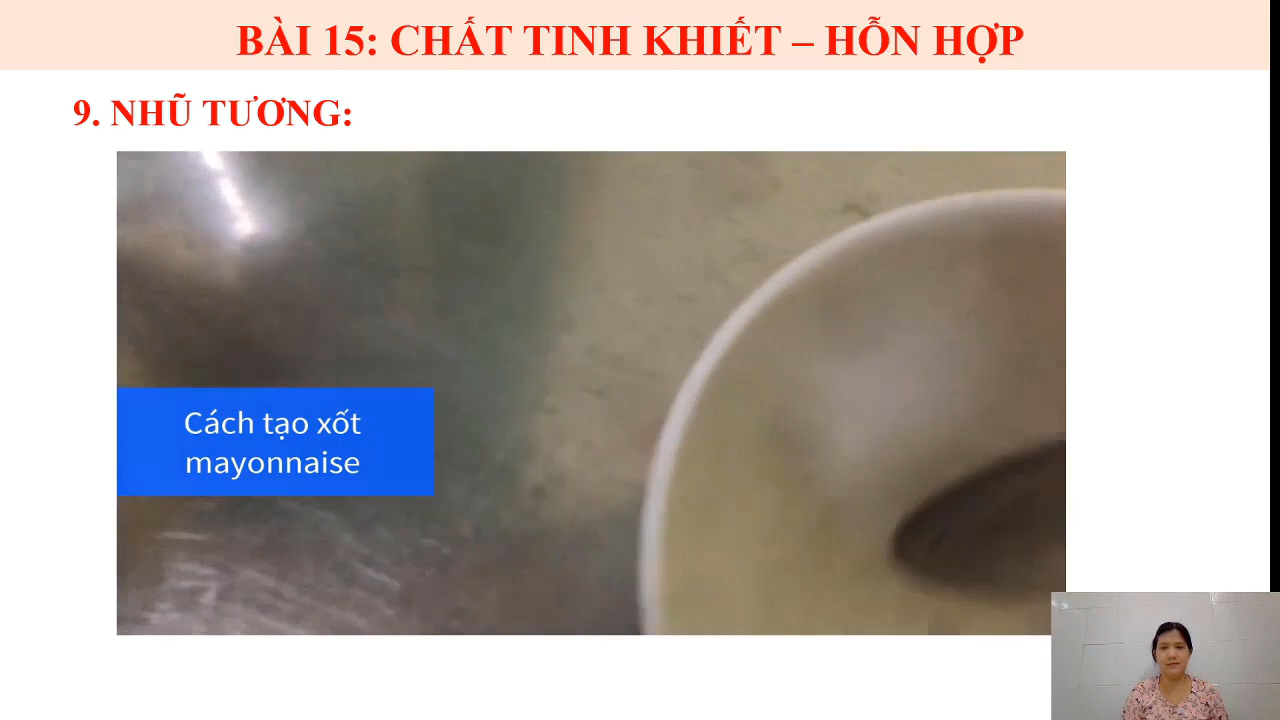 BÀI 15: CHẤT TINH KHIẾT – HỖN HỢP
9. NHŨ TƯƠNG:
Cách tạo xốt
mayonnaise